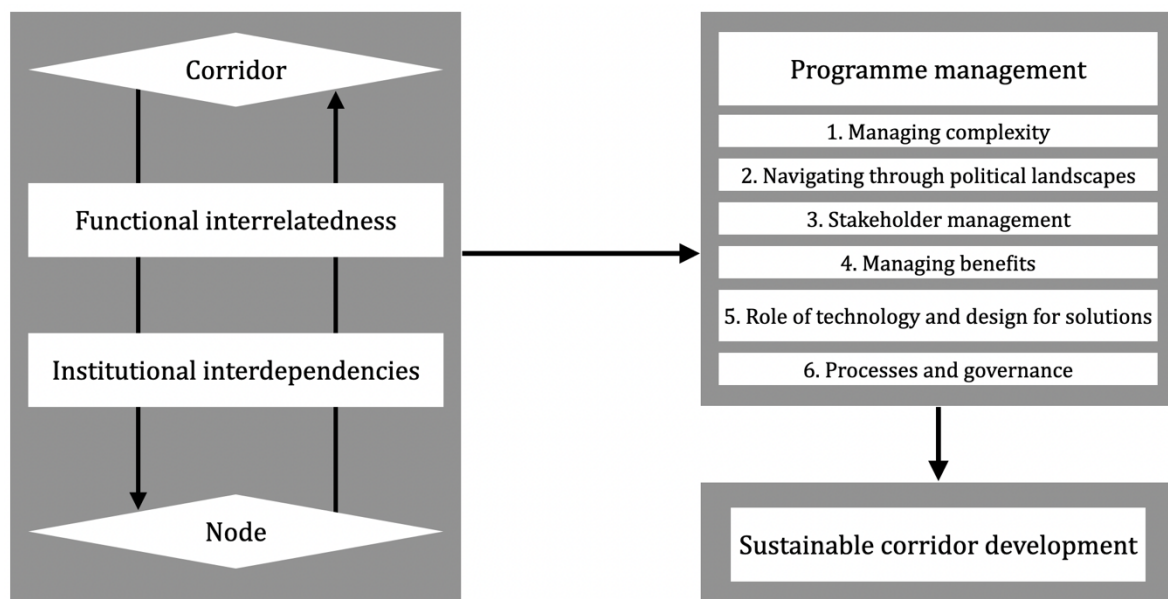 Corridor
Functional interrelatedness
Institutional interdependencies
Node
Programme management
1. Managing complexity
2. Navigating through political landscapes
3. Stakeholder management
4. Managing benefits
5. Role of technology and design for solutions
6. Processes and governance
Sustainable corridor development